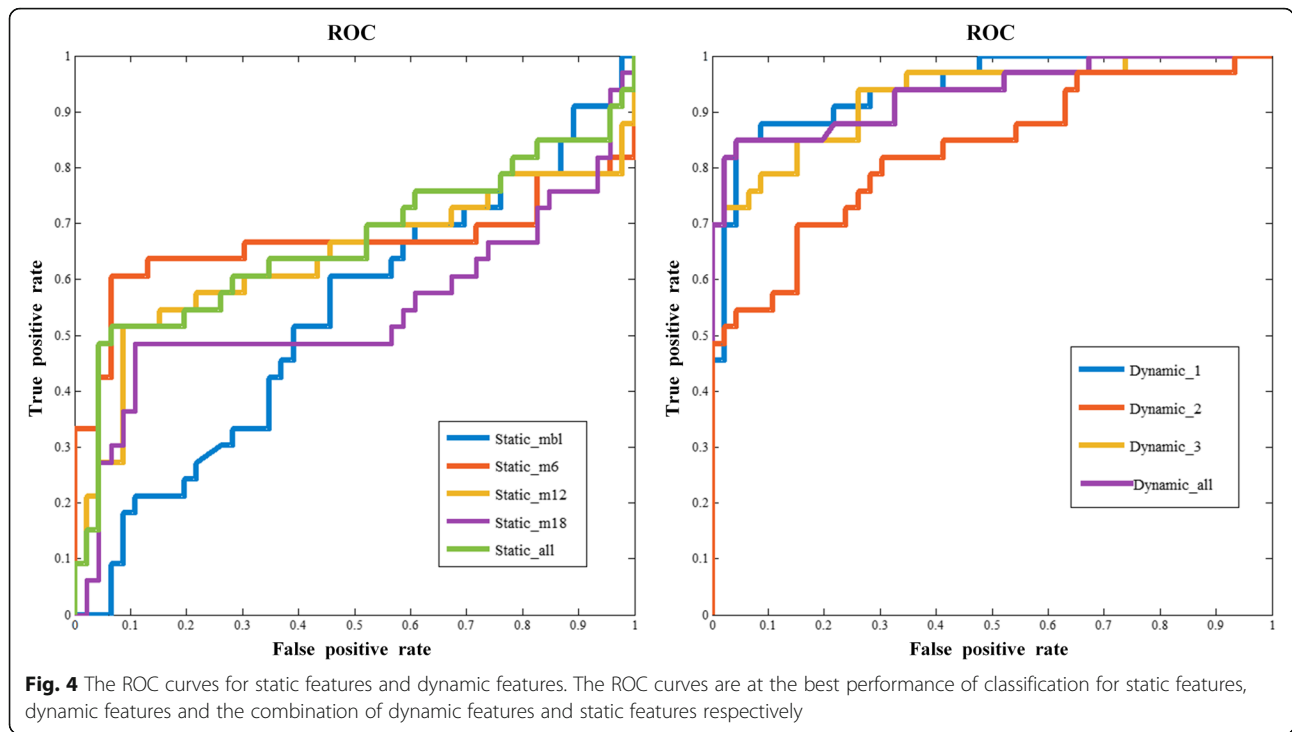 ROC
True positive rate
1
0.9
0.8
0.7
0.6
0.5
0.4
0.3
0.2
0.1
0
0
0.1
0.2
0.3
0.4
0.5
0.6
0.7
0.8
0.9
1
False positive rate
Static_mbl
Static_m6
Static_m12
Static_m18
Static_all
ROC
True positive rate
1
0.9
0.8
0.7
0.6
0.5
0.4
0.3
0.2
0.1
0
0
0.1
0.2
0.3
0.4
0.5
0.6
0.7
0.8
0.9
1
False positive rate
Dynamic_1
Dynamic_2
Dynamic_3
Dynamic_all
Fig. 4 The ROC curves for static features and dynamic features. The ROC curves are at the best performance of classification for static features,
dynamic features and the combination of dynamic features and static features respectively